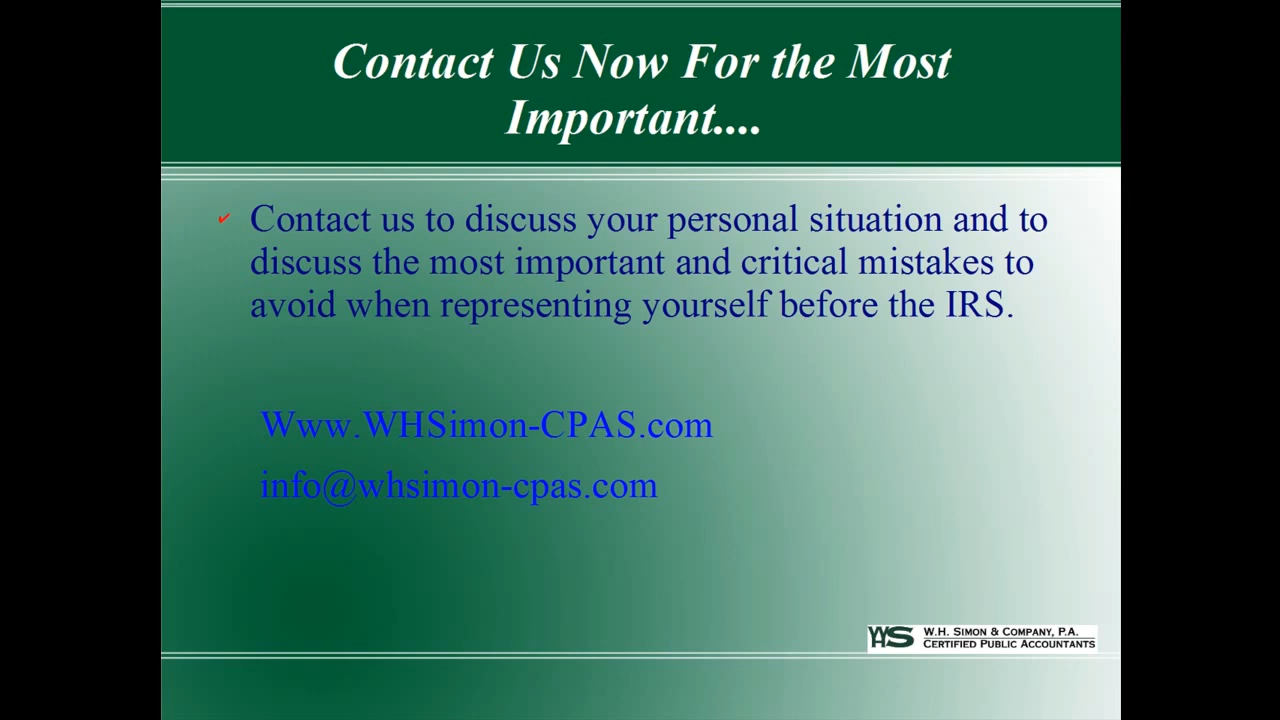 Contact Us Now For the Most
Important....
✔ Contact us to discuss your personal situation and to
discuss the most important and critical mistakes to
avoid when representing yourself before the IRS.
Www.WHSimon-CPAS.com
info@whsimon-cpas.com
WHS W.H. SIMON & COMPANY, P.A.
CERTIFIED PUBLIC ACCOUNTANTS